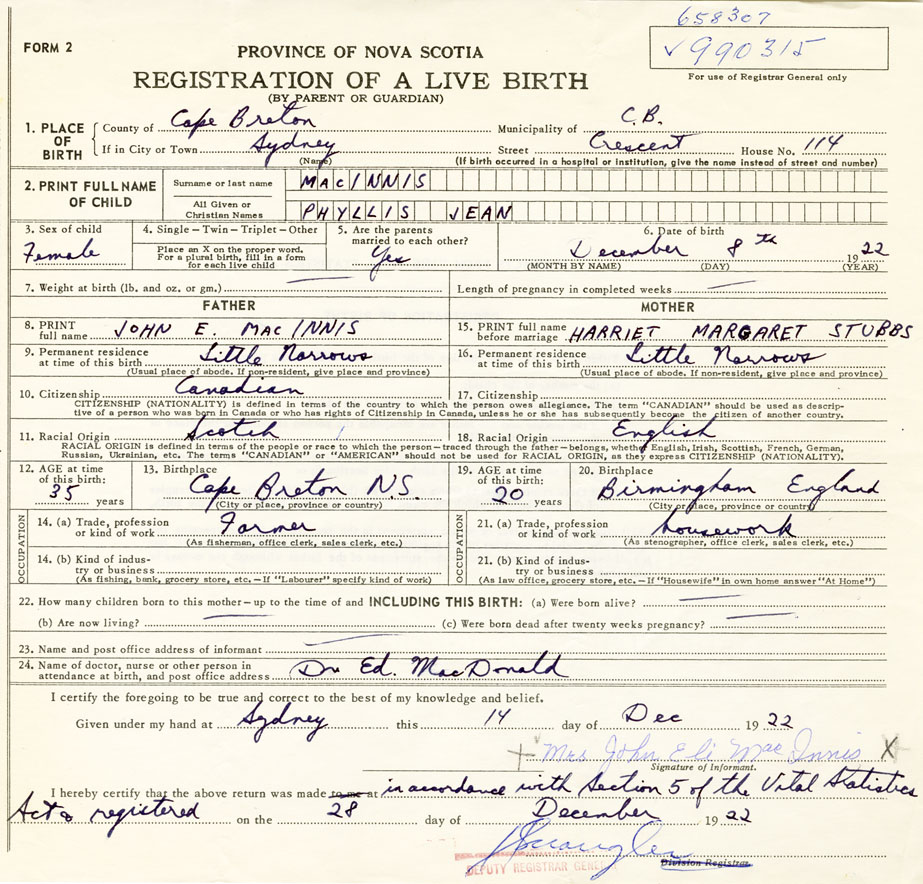 658307
FORM 2
PROVINCE OF NOVA SCOTIA
✓990315
REGISTRATION OF A LIVE BIRTH
For use of Registrar General only
(BY PARENT OR GUARDIAN)
1. PLACE OF BIRTH County of Cape Breton Municipality of C.B.
If in City or Town Sydney Street Crescent House No. 114
(Name) (If birth occurred in a hospital or institution, give the name instead of street and number)
2. PRINT FULL NAME OF CHILD Surname or last name MacINNIS
All Given or Christian Names PHYLLIS JEAN
3. Sex of child Female
4. Single—Twin—Triplet—Other
Place an X on the proper word. For a plural birth, fill in a form for each live child
5. Are the parents married to each other? Yes
6. Date of birth
December 8th 1922
(MONTH BY NAME) (DAY) (YEAR)
7. Weight at birth (lb. and oz. or gm.) — Length of pregnancy in completed weeks —
FATHER MOTHER
8. PRINT full name JOHN E. MacINNIS
15. PRINT full name before marriage HARRIET MARGARET STUBBS
9. Permanent residence at time of this birth Little Narrows
16. Permanent residence at time of this birth Little Narrows
(Usual place of abode. If non-resident, give place and province) (Usual place of abode. If non-resident, give place and province)
10. Citizenship Canadian 17. Citizenship
CITIZENSHIP (NATIONALITY) is defined in terms of the country to which the person owes allegiance. The term "CANADIAN" should be used as descrip-
tive of a person who was born in Canada or who has rights of Citizenship in Canada, unless he or she has subsequently become the citizen of another country.
11. Racial Origin Scotch 18. Racial Origin English
RACIAL ORIGIN is defined in terms of the people or race to which the person—traced through the father—belongs, whether English, Irish, Scottish, French, German,
Russian, Ukrainian, etc. The terms "CANADIAN" or "AMERICAN" should not be used for RACIAL ORIGIN, as they express CITIZENSHIP (NATIONALITY).
12. AGE at time of this birth: 35 years
13. Birthplace Cape Breton N.S.
(City or place, province or country)
19. AGE at time of this birth: 20 years
20. Birthplace Birmingham England
(City or place, province or country)
OCCUPATION
14. (a) Trade, profession or kind of work Farmer
(As fisherman, office clerk, sales clerk, etc.)
OCCUPATION
21. (a) Trade, profession or kind of work housework
(As stenographer, office clerk, sales clerk, etc.)
14. (b) Kind of indus-
try or business
(As fishing, bank, grocery store, etc.—If "Labourer" specify kind of work)
21. (b) Kind of indus-
try or business
(As law office, grocery store, etc.—If "Housewife" in own home answer "At Home")
22. How many children born to this mother—up to the time of and INCLUDING THIS BIRTH: (a) Were born alive? —
(b) Are now living? — (c) Were born dead after twenty weeks pregnancy? —
23. Name and post office address of informant —
24. Name of doctor, nurse or other person in attendance at birth, and post office address Dr Ed. MacDonald
I certify the foregoing to be true and correct to the best of my knowledge and belief.
Given under my hand at Sydney this 14 day of Dec 1922
Mrs John Eli MacInnis X
Signature of Informant.
I hereby certify that the above return was made to me at in accordance with Section 5 of the Vital Statistics
Act & registered on the 28 day of December 1922
DEPUTY REGISTRAR GENERAL Division Registrar